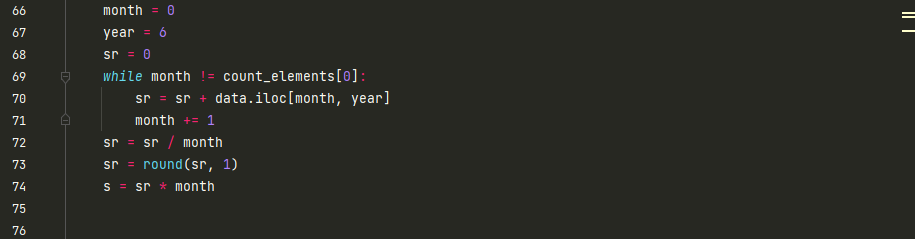 66 month = 0
67 year = 6
68 sr = 0
69 while month != count_elements[0]:
70 sr = sr + data.iloc[month, year]
71 month += 1
72 sr = sr / month
73 sr = round(sr, 1)
74 s = sr * month
75
76